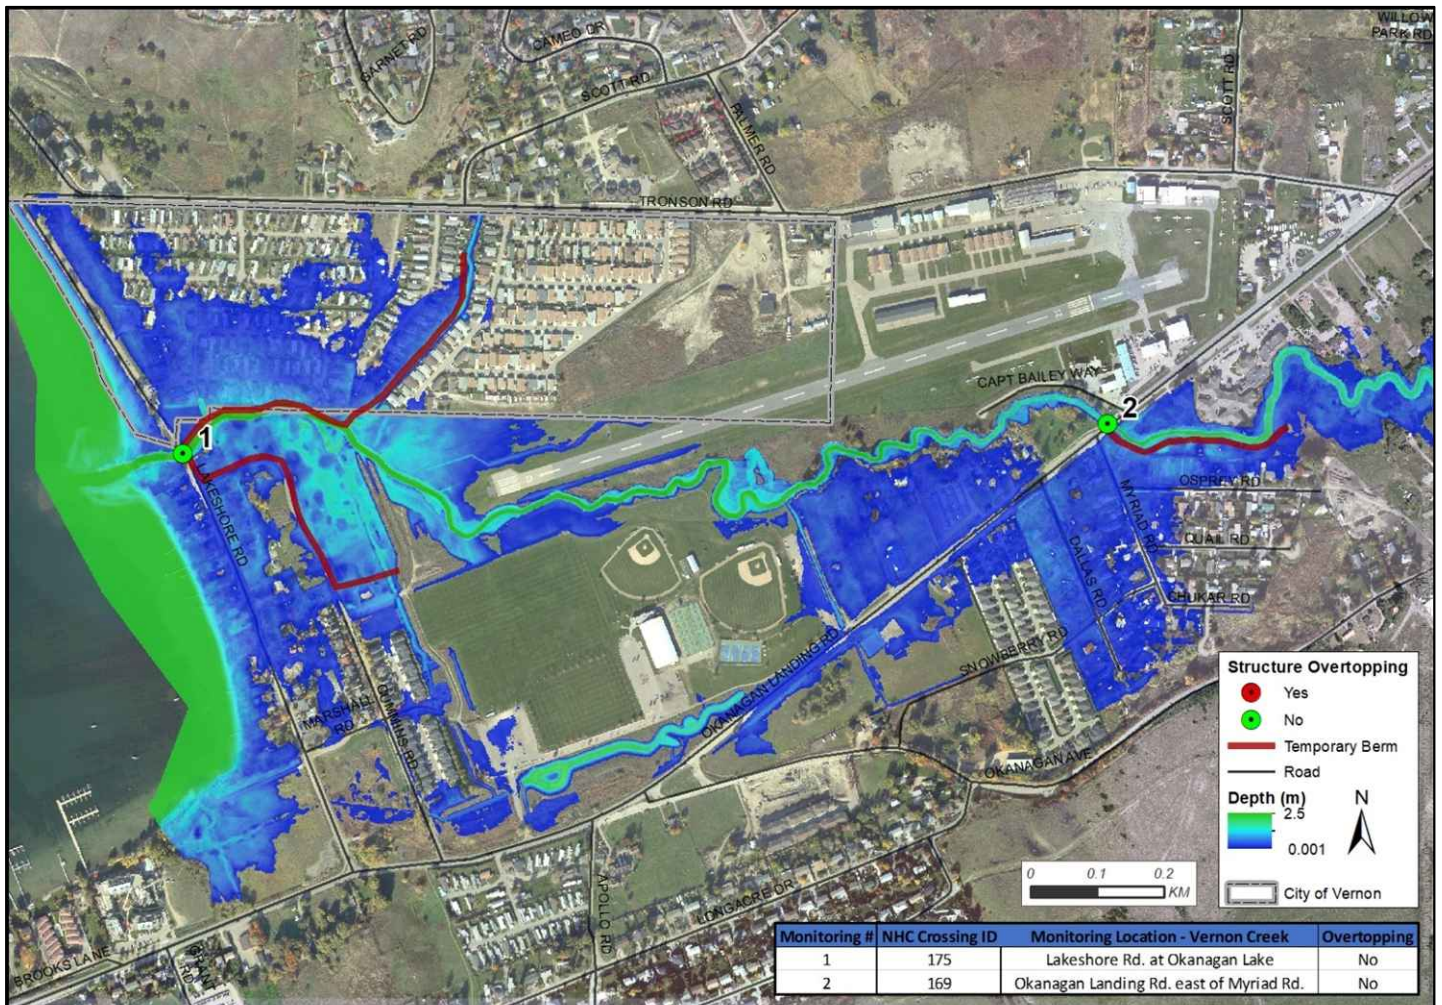 WILLOW
PARK RD
GARNET RD
CAMEO DR
SCOTT RD
PALMER RD
SCOTT RD
TRONSON RD
CAPT BAILEY WAY
2
1
LAKESHORE RD
MYRIAD RD
OSPREY RD
QUAIL RD
DALLAS RD
CHUKAR RD
SNOWBERRY RD
OKANAGAN LANDING RD
MARSHALL RD
CUMMINS RD
OKANAGAN AVE
APOLLO RD
LONGACRE DR
BROOKS LANE
GRANT
RD
Structure Overtopping
Yes
No
Temporary Berm
Road
Depth (m)
2.5
0.001
N
City of Vernon
0 0.1 0.2
KM
Monitoring # NHC Crossing ID Monitoring Location - Vernon Creek Overtopping
1 175 Lakeshore Rd. at Okanagan Lake No
2 169 Okanagan Landing Rd. east of Myriad Rd. No